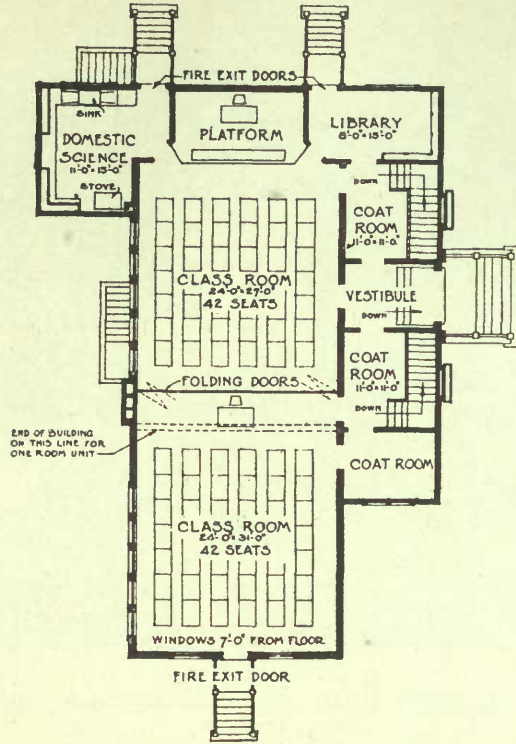 FIRE EXIT DOORS
SINK
DOMESTIC
SCIENCE
11'-0"×15'-0"
STOVE
PLATFORM
LIBRARY
8'-0"×15'-0"
DOWN
COAT
ROOM
11'-0"×11'-0"
CLASS ROOM
24'-0"×27'-0"
42 SEATS
VESTIBULE
DOWN
COAT
ROOM
11'-0"×11'-0"
DOWN
FOLDING DOORS
END OF BUILDING
ON THIS LINE FOR
ONE ROOM UNIT
COAT ROOM
CLASS ROOM
24'-0"×31'-0"
42 SEATS
WINDOWS 7'-0" FROM FLOOR
FIRE EXIT DOOR